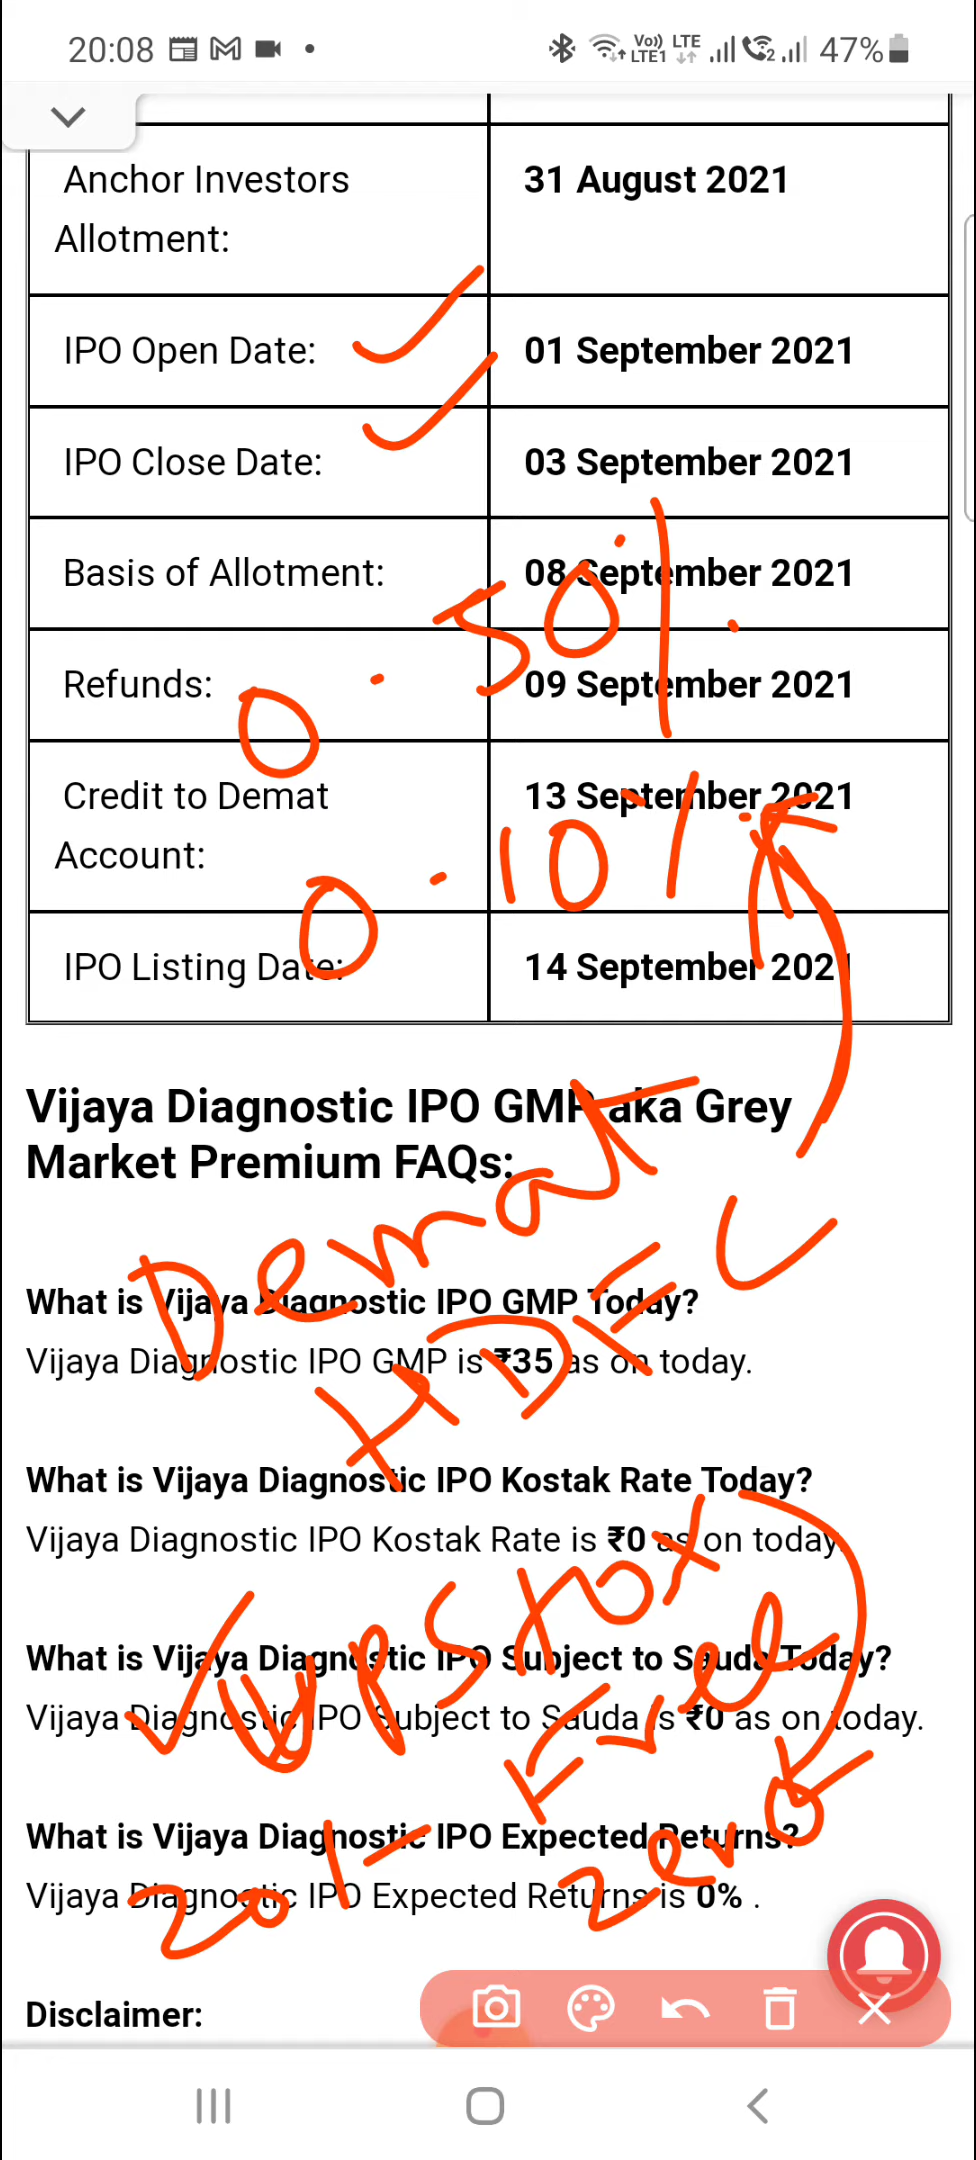 20:08
Vo)) LTE
LTE1
2
47%
Anchor Investors Allotment: 31 August 2021
IPO Open Date: 01 September 2021
IPO Close Date: 03 September 2021
Basis of Allotment: 08 September 2021
0.50%
Refunds: 09 September 2021
Credit to Demat Account: 13 September 2021
0.10%
IPO Listing Date: 14 September 2021
Vijaya Diagnostic IPO GMP aka Grey
Market Premium FAQs:
Demat
HDFC
What is Vijaya Diagnostic IPO GMP Today?
Vijaya Diagnostic IPO GMP is ₹35 as on today.
What is Vijaya Diagnostic IPO Kostak Rate Today?
Vijaya Diagnostic IPO Kostak Rate is ₹0 as on today.
Upstox
Free
What is Vijaya Diagnostic IPO Subject to Sauda Today?
Vijaya Diagnostic IPO Subject to Sauda is ₹0 as on today.
20/-
zero
What is Vijaya Diagnostic IPO Expected Returns?
Vijaya Diagnostic IPO Expected Returns is 0% .
Disclaimer: